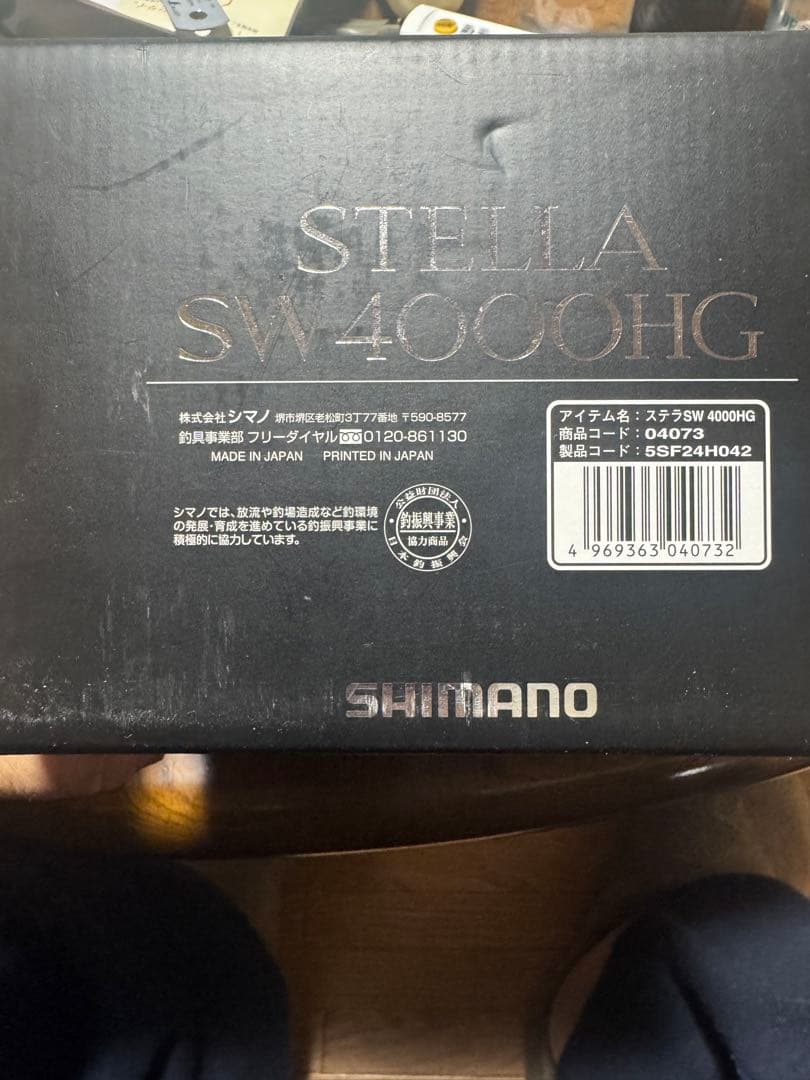 STELLA
SW4000HG
株式会社シマノ 堺市堺区老松町3丁77番地 〒590-8577
釣具事業部 フリーダイヤル 0120-861130
MADE IN JAPAN PRINTED IN JAPAN
シマノでは、放流や釣場造成など釣環境
の発展・育成を進めている釣振興事業に
積極的に協力しています。
公益財団法人
釣振興事業
協力商品
日本釣振興会
アイテム名：ステラSW 4000HG
商品コード：04073
製品コード：5SF24H042
4 969363 040732
SHIMANO